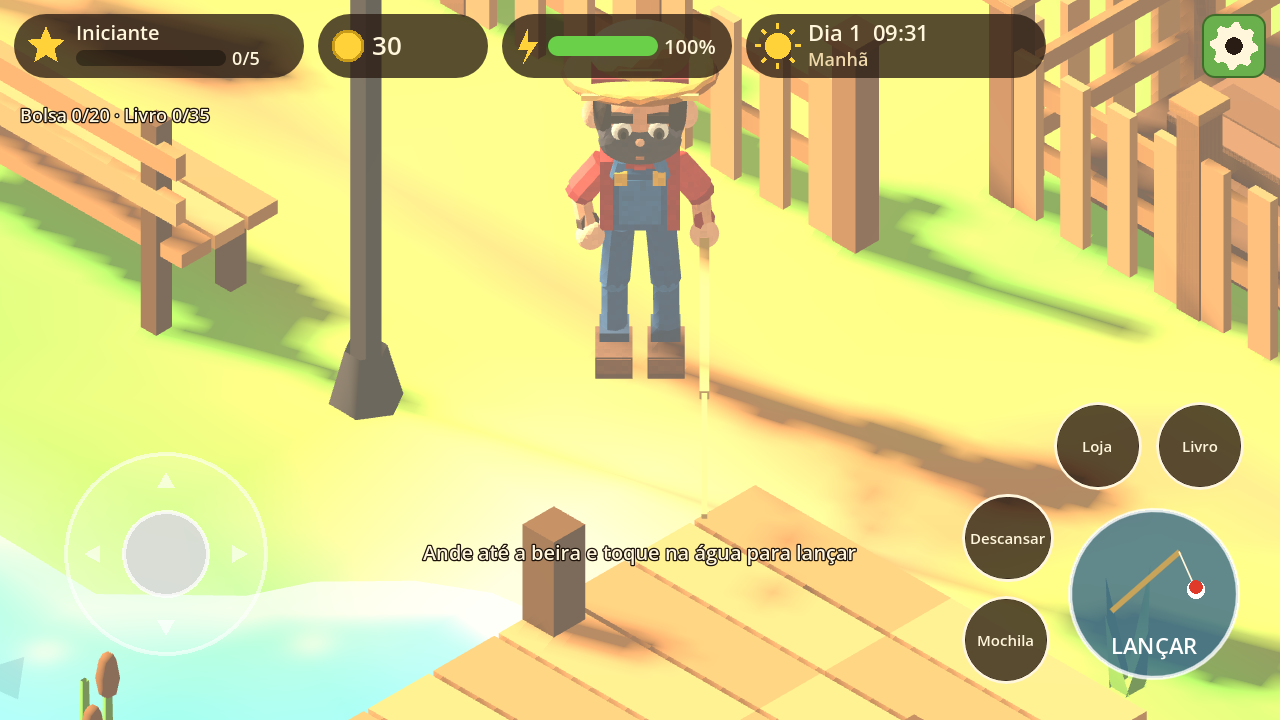 Iniciante
0/5
30
100%
Dia 1 09:31
Manhã
Bolsa 0/20 · Livro 0/35
Loja
Livro
Descansar
Ande até a beira e toque na água para lançar
Mochila
LANÇAR